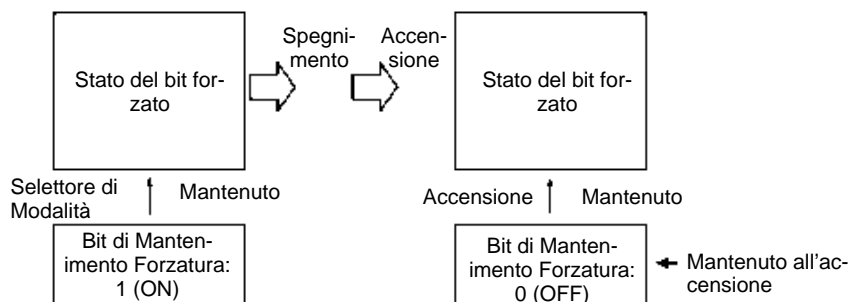 Spegni-
mento
Accen-
sione
Stato del bit for-
zato
Stato del bit for-
zato
Selettore di
Modalità
Mantenuto
Accensione
Mantenuto
Bit di Manten-
imento Forzatura:
1 (ON)
Bit di Manten-
imento Forzatura:
0 (OFF)
Mantenuto all'ac-
censione